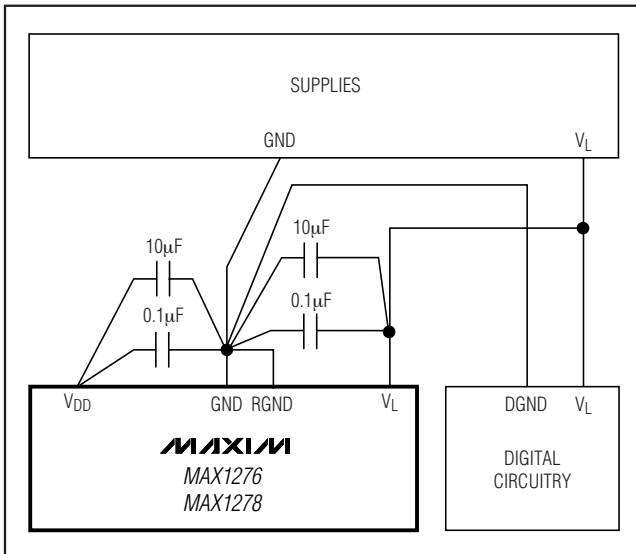 SUPPLIES
GND
VL
10µF
10µF
0.1µF
0.1µF
VDD
GND
RGND
VL
DGND
VL
MAXIM
MAX1276
MAX1278
DIGITAL
CIRCUITRY